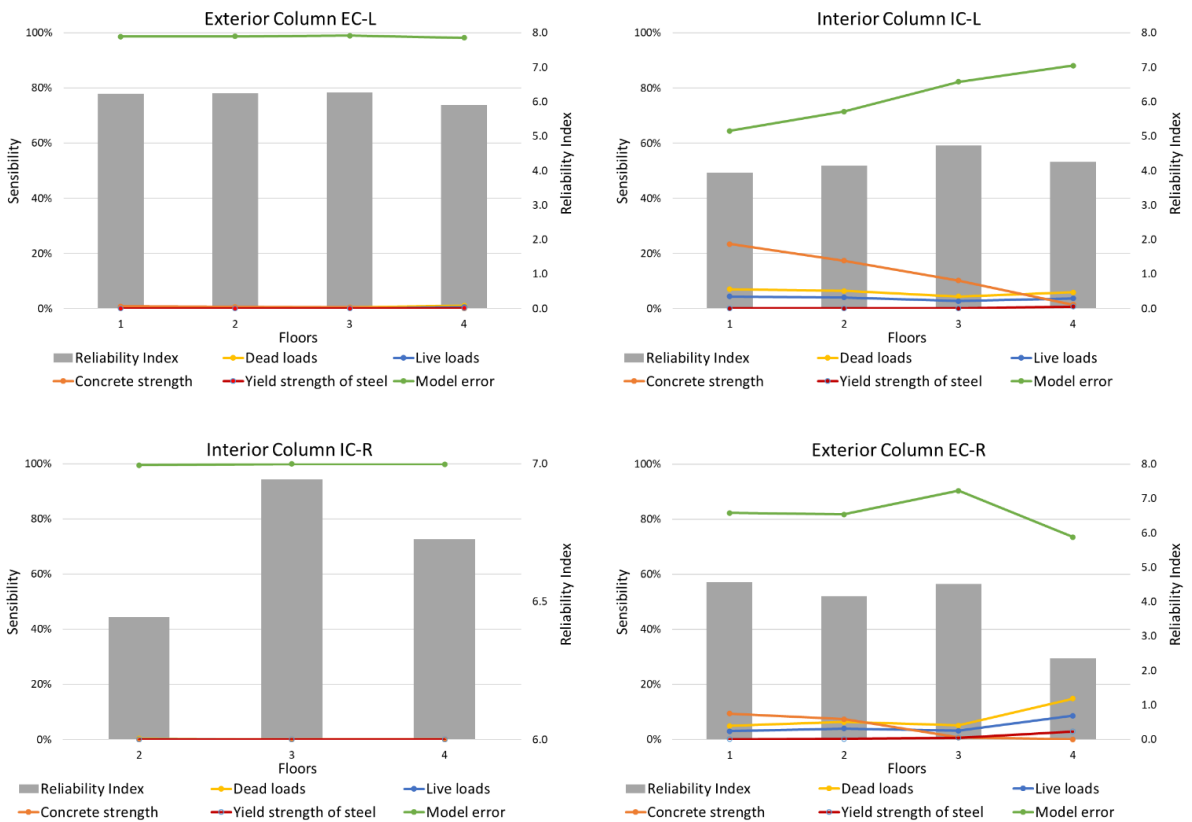 Exterior Column EC-L
100%
80%
60%
40%
20%
0%
Sensibility
8.0
7.0
6.0
5.0
4.0
3.0
2.0
1.0
0.0
Reliability Index
1 2 3 4
Floors
Reliability Index Dead loads Live loads
Concrete strength Yield strength of steel Model error
Interior Column IC-L
100%
80%
60%
40%
20%
0%
Sensibility
8.0
7.0
6.0
5.0
4.0
3.0
2.0
1.0
0.0
Reliability Index
1 2 3 4
Floors
Reliability Index Dead loads Live loads
Concrete strength Yield strength of steel Model error
Interior Column IC-R
100%
80%
60%
40%
20%
0%
Sensibility
7.0
6.5
6.0
Reliability Index
2 3 4
Floors
Reliability Index Dead loads Live loads
Concrete strength Yield strength of steel Model error
Exterior Column EC-R
100%
80%
60%
40%
20%
0%
Sensibility
8.0
7.0
6.0
5.0
4.0
3.0
2.0
1.0
0.0
Reliability Index
1 2 3 4
Floors
Reliability Index Dead loads Live loads
Concrete strength Yield strength of steel Model error